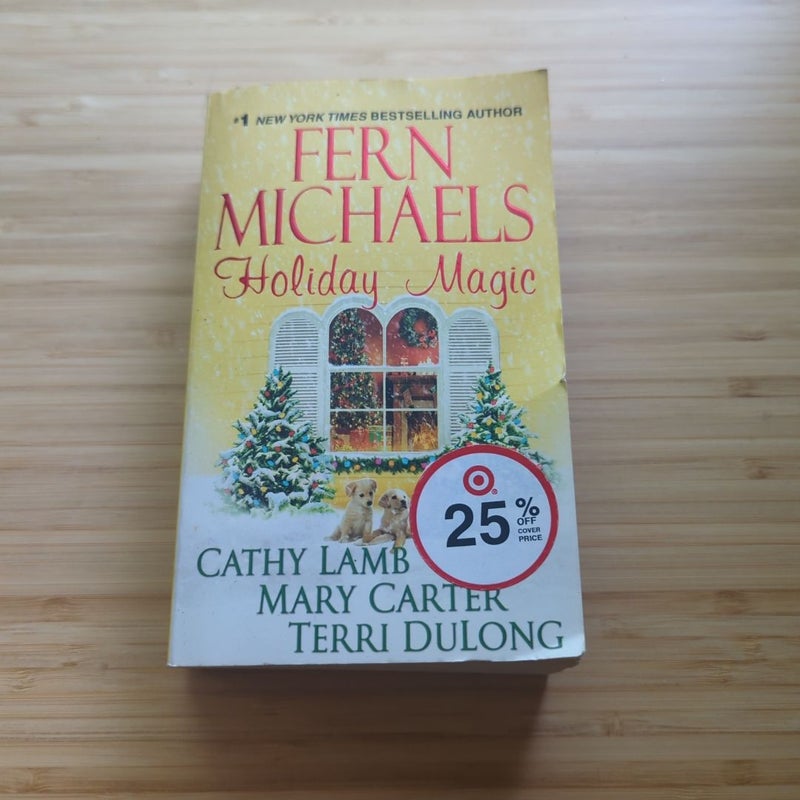 #1 NEW YORK TIMES BESTSELLING AUTHOR
FERN
MICHAELS
Holiday Magic
25% OFF
COVER
PRICE
CATHY LAMB
MARY CARTER
TERRI DULONG